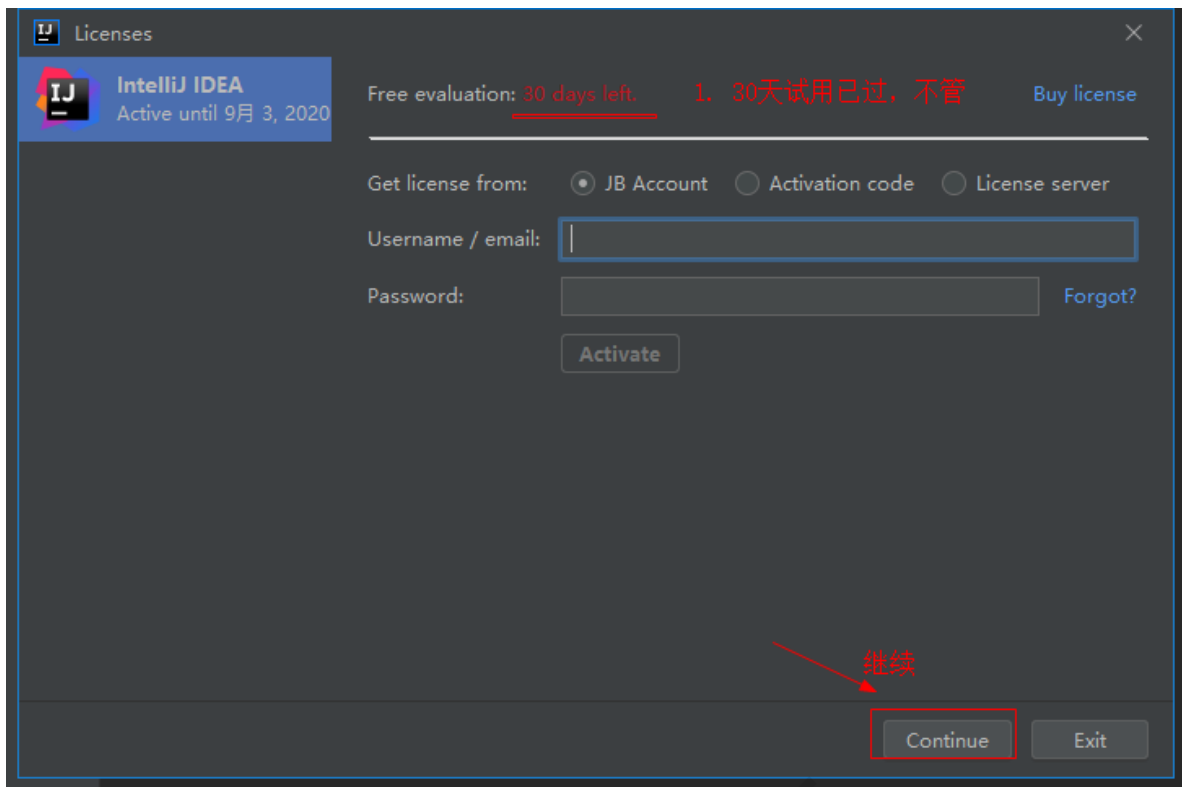 Licenses
IntelliJ IDEA
Active until 9月 3, 2020
Free evaluation: 30 days left. 1. 30天试用已过，不管 Buy license
Get license from: JB Account Activation code License server
Username / email:
Password: Forgot?
Activate
继续
Continue Exit